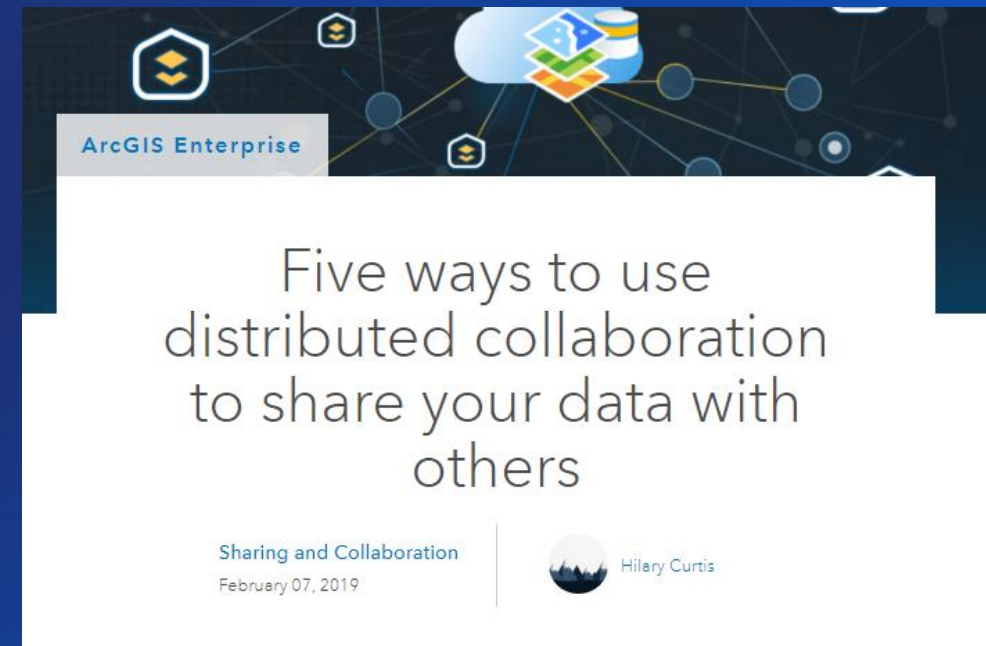 ArcGIS Enterprise
Five ways to use
distributed collaboration
to share your data with
others
Sharing and Collaboration
February 07, 2019
Hilary Curtis